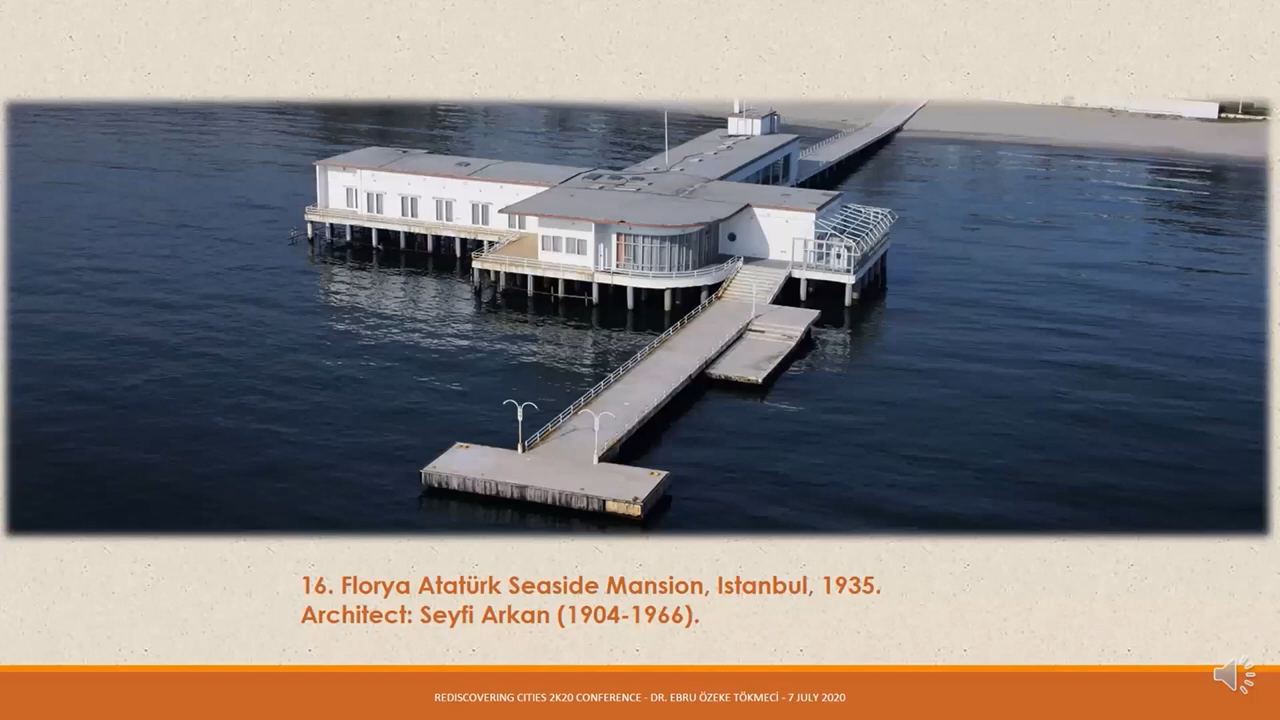 16. Florya Atatürk Seaside Mansion, Istanbul, 1935.
Architect: Seyfi Arkan (1904-1966).
REDISCOVERING CITIES 2K20 CONFERENCE - DR. EBRU ÖZEKE TÖKMECİ - 7 JULY 2020